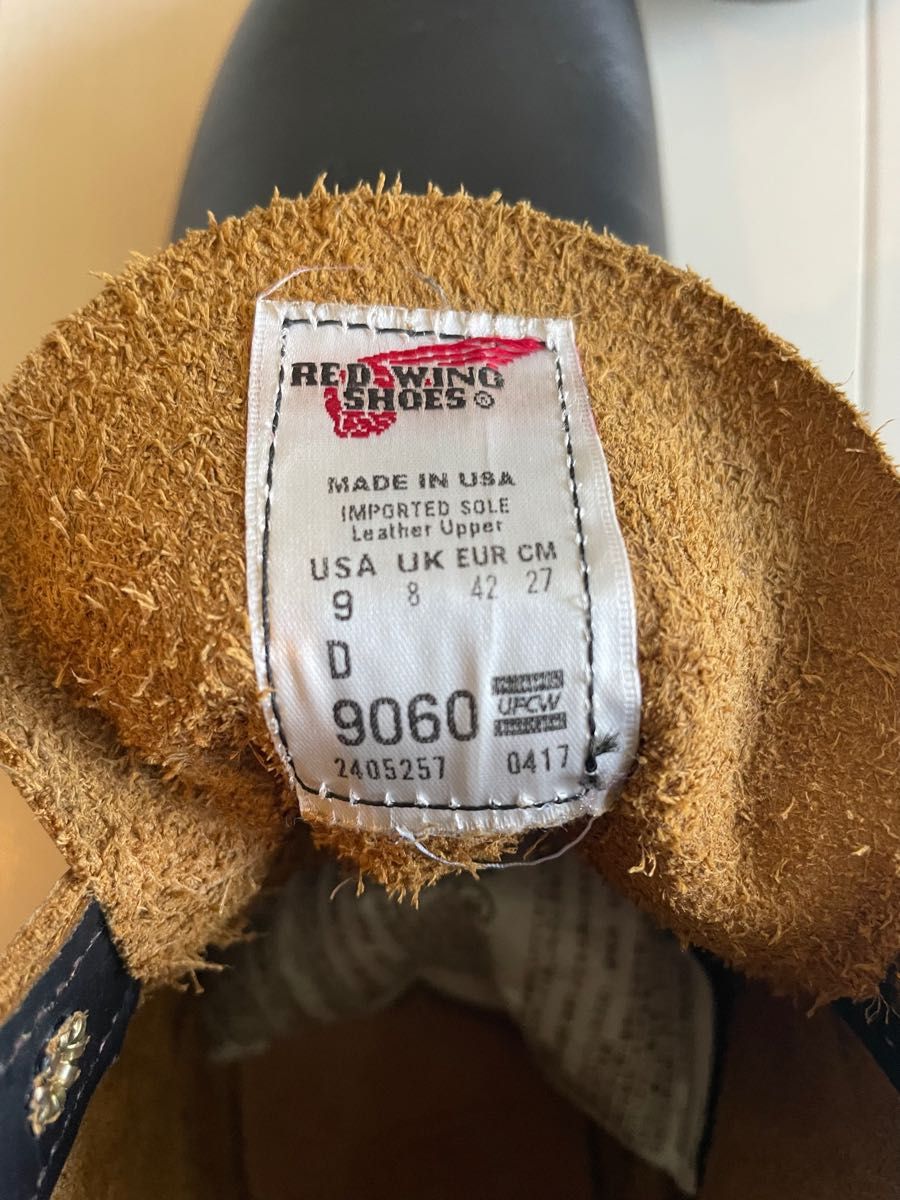 RED WING
SHOES ®
MADE IN USA
IMPORTED SOLE
Leather Upper
USA UK EUR CM
9 8 42 27
D
9060 UFCW
2405257 0417